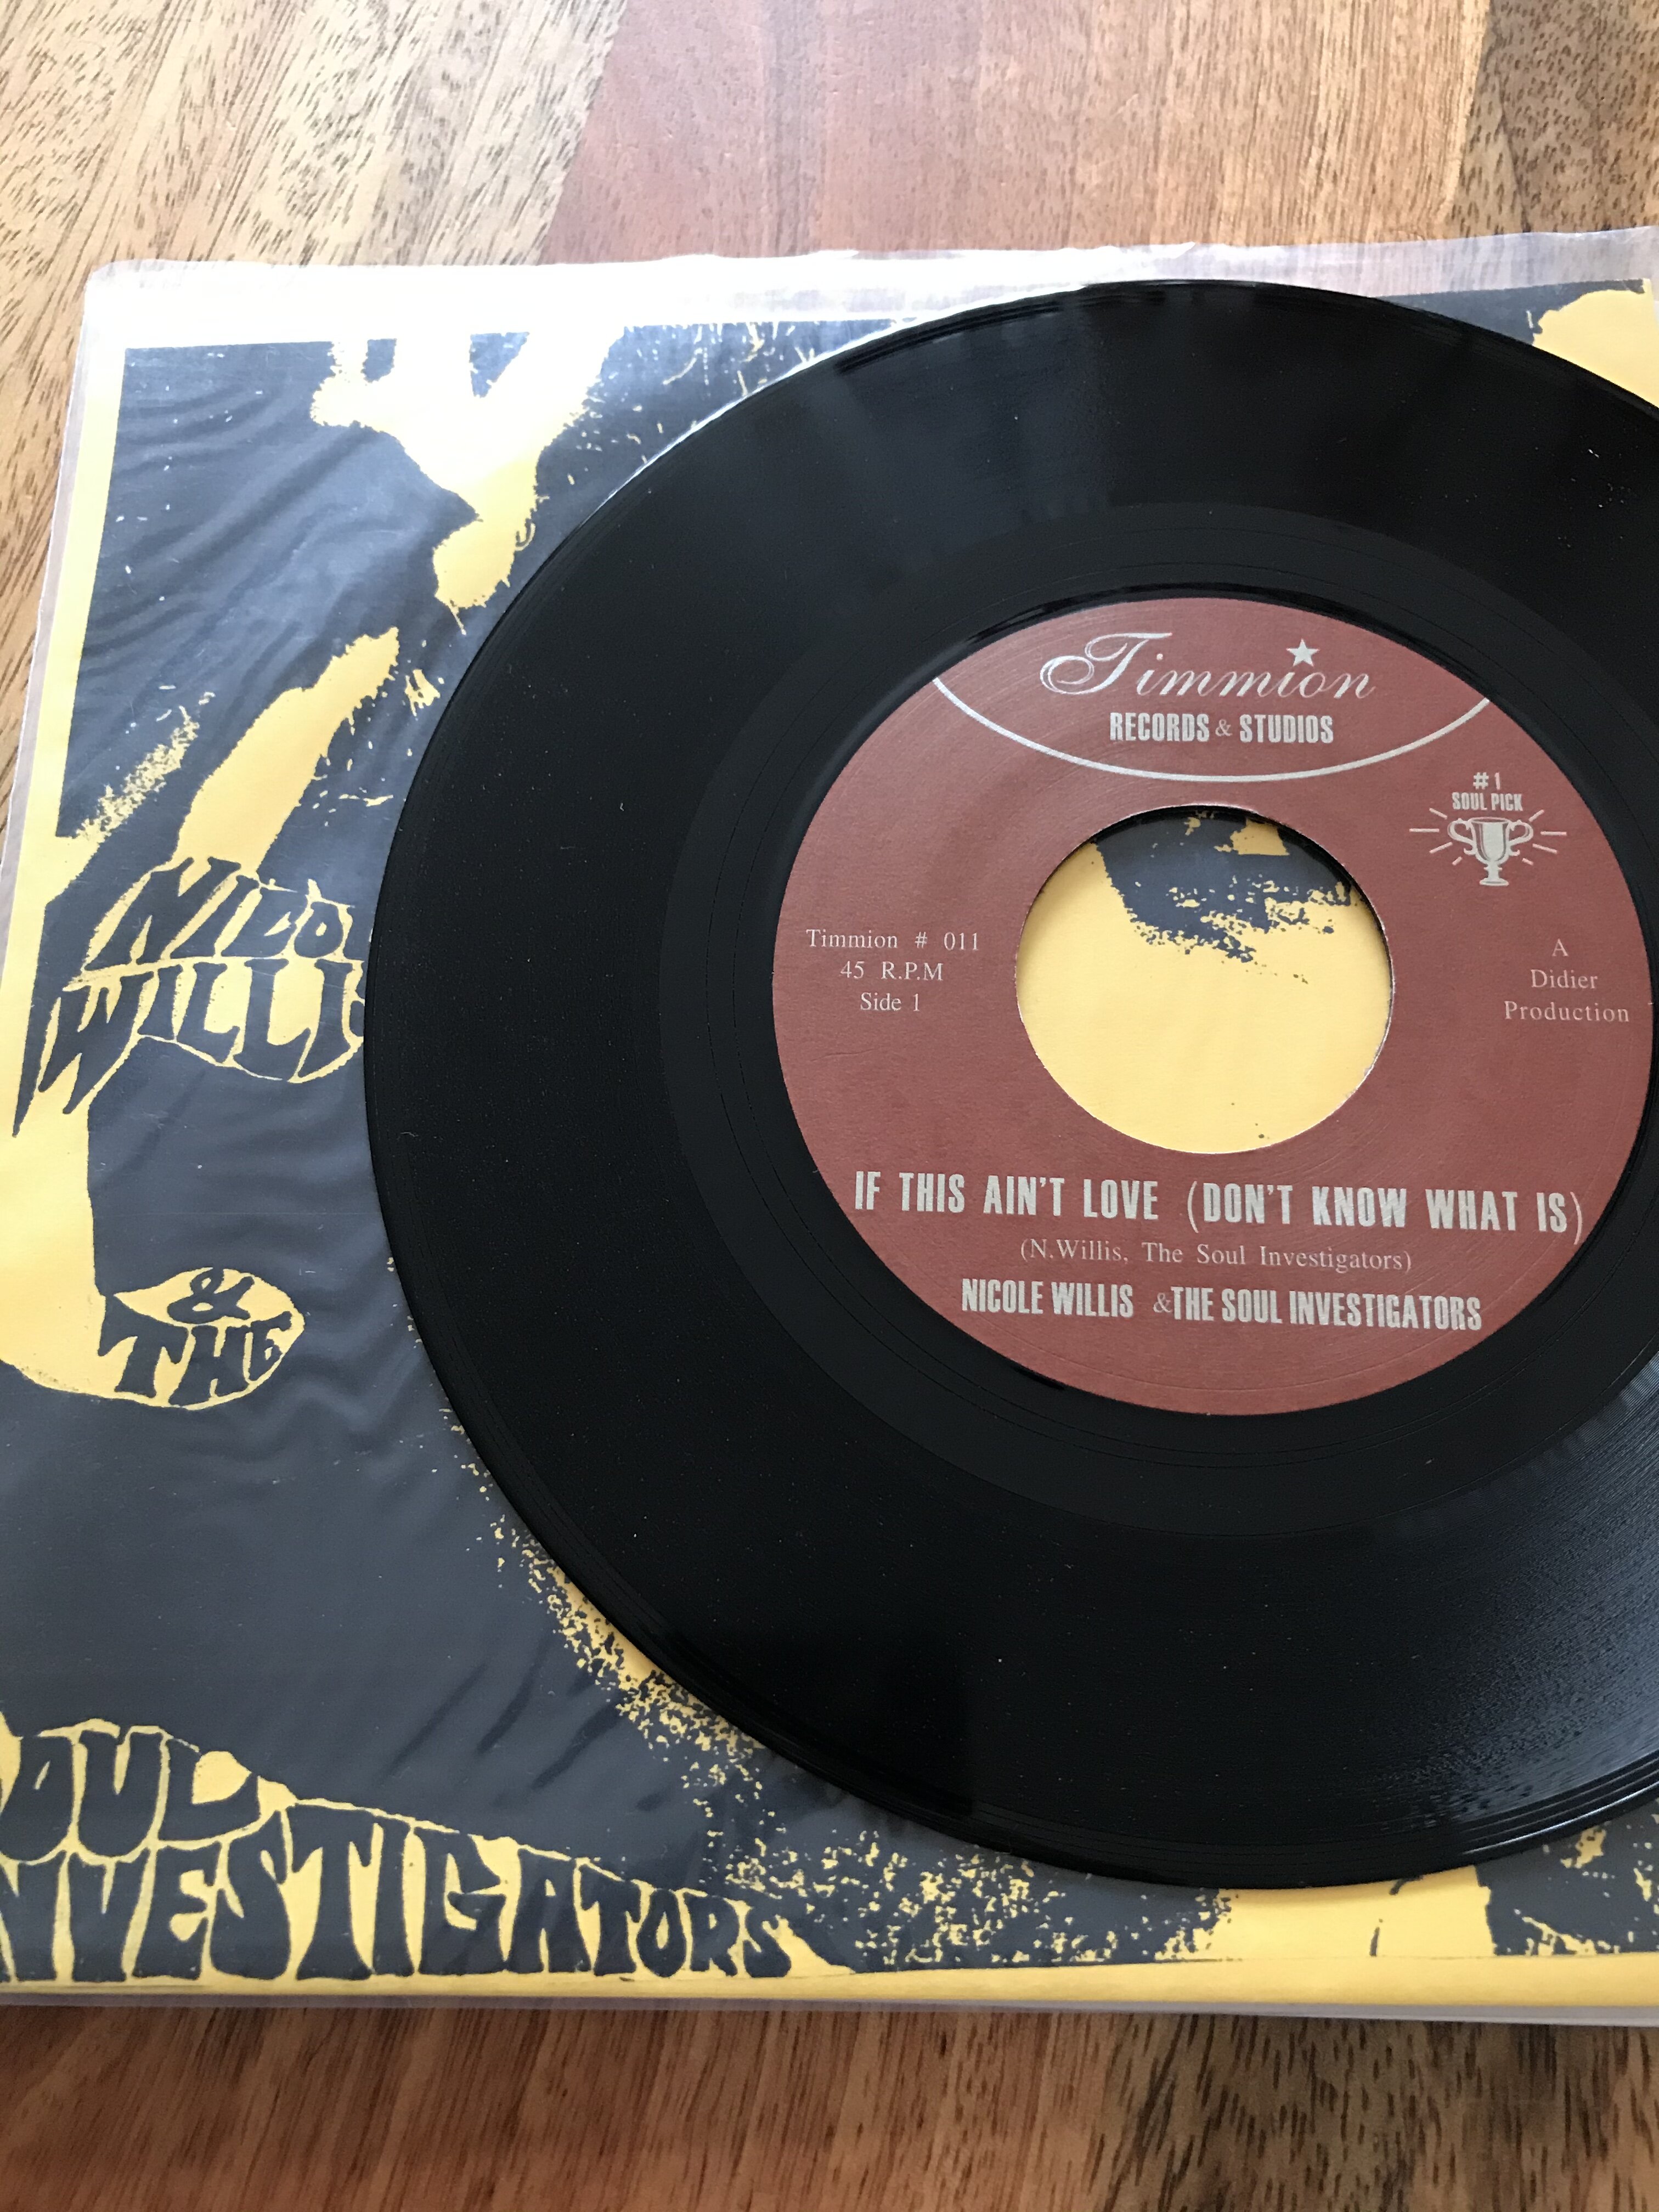 Timmion
RECORDS & STUDIOS
#1
SOUL PICK
Timmion # 011
45 R.P.M
Side 1
A
Didier
Production
IF THIS AIN'T LOVE (DON'T KNOW WHAT IS)
(N.Willis, The Soul Investigators)
NICOLE WILLIS & THE SOUL INVESTIGATORS
&
THE